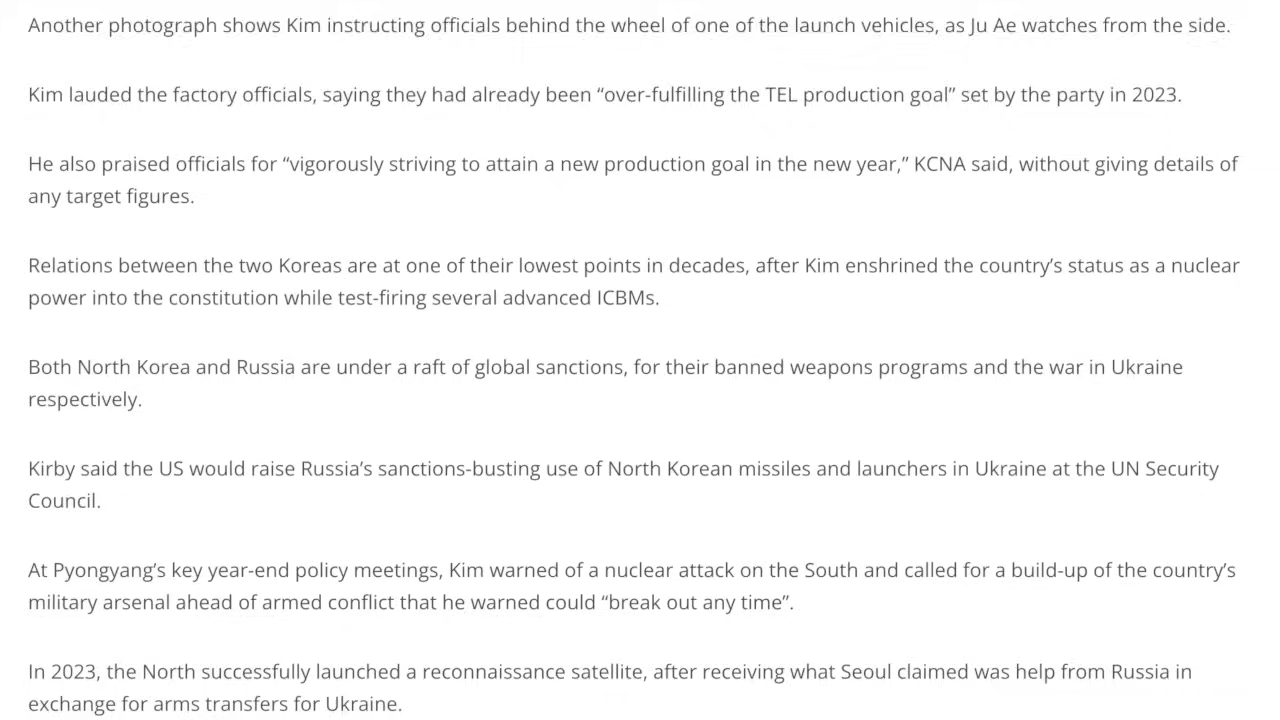 Another photograph shows Kim instructing officials behind the wheel of one of the launch vehicles, as Ju Ae watches from the side.
Kim lauded the factory officials, saying they had already been “over-fulfilling the TEL production goal” set by the party in 2023.
He also praised officials for “vigorously striving to attain a new production goal in the new year,” KCNA said, without giving details of
any target figures.
Relations between the two Koreas are at one of their lowest points in decades, after Kim enshrined the country’s status as a nuclear
power into the constitution while test-firing several advanced ICBMs.
Both North Korea and Russia are under a raft of global sanctions, for their banned weapons programs and the war in Ukraine
respectively.
Kirby said the US would raise Russia’s sanctions-busting use of North Korean missiles and launchers in Ukraine at the UN Security
Council.
At Pyongyang’s key year-end policy meetings, Kim warned of a nuclear attack on the South and called for a build-up of the country’s
military arsenal ahead of armed conflict that he warned could “break out any time”.
In 2023, the North successfully launched a reconnaissance satellite, after receiving what Seoul claimed was help from Russia in
exchange for arms transfers for Ukraine.